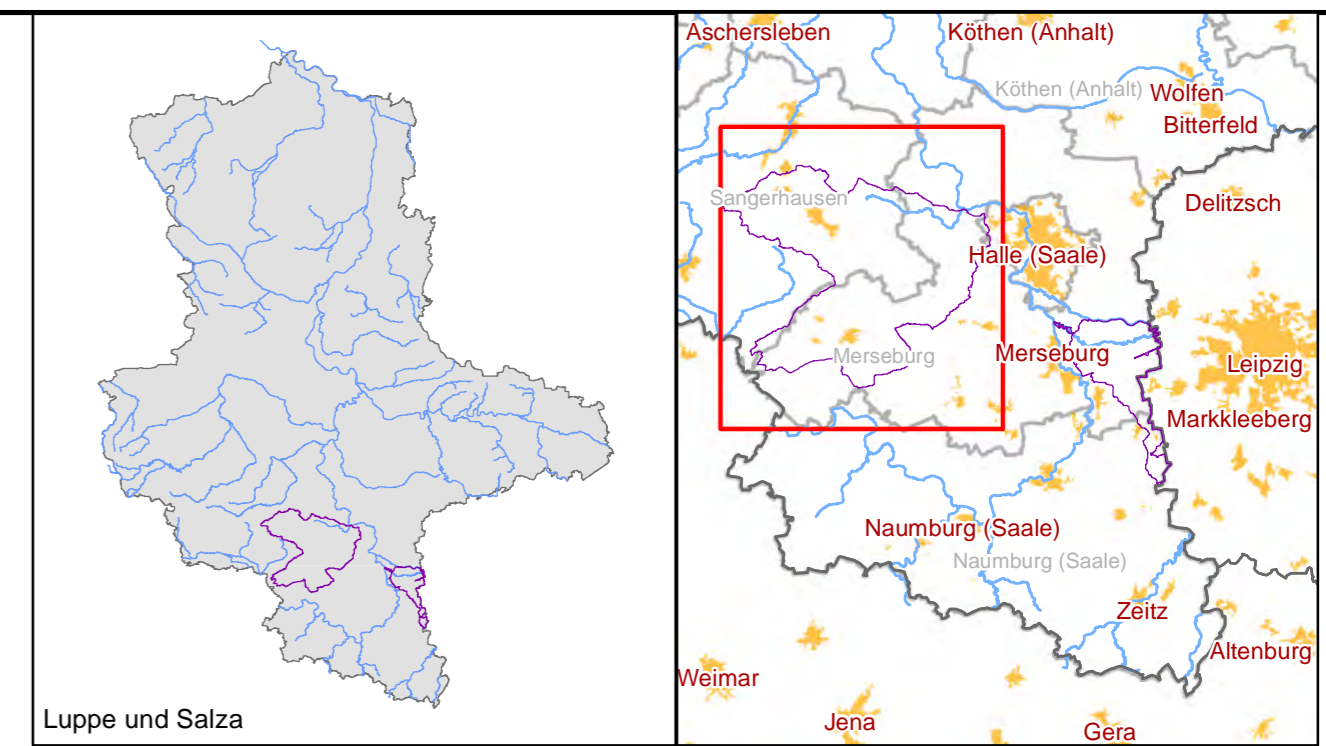 Luppe und Salza
Aschersleben
Köthen (Anhalt)
Köthen (Anhalt)
Wolfen
Bitterfeld
Sangerhausen
Delitzsch
Halle (Saale)
Merseburg
Merseburg
Leipzig
Markkleeberg
Naumburg (Saale)
Naumburg (Saale)
Zeitz
Altenburg
Weimar
Jena
Gera